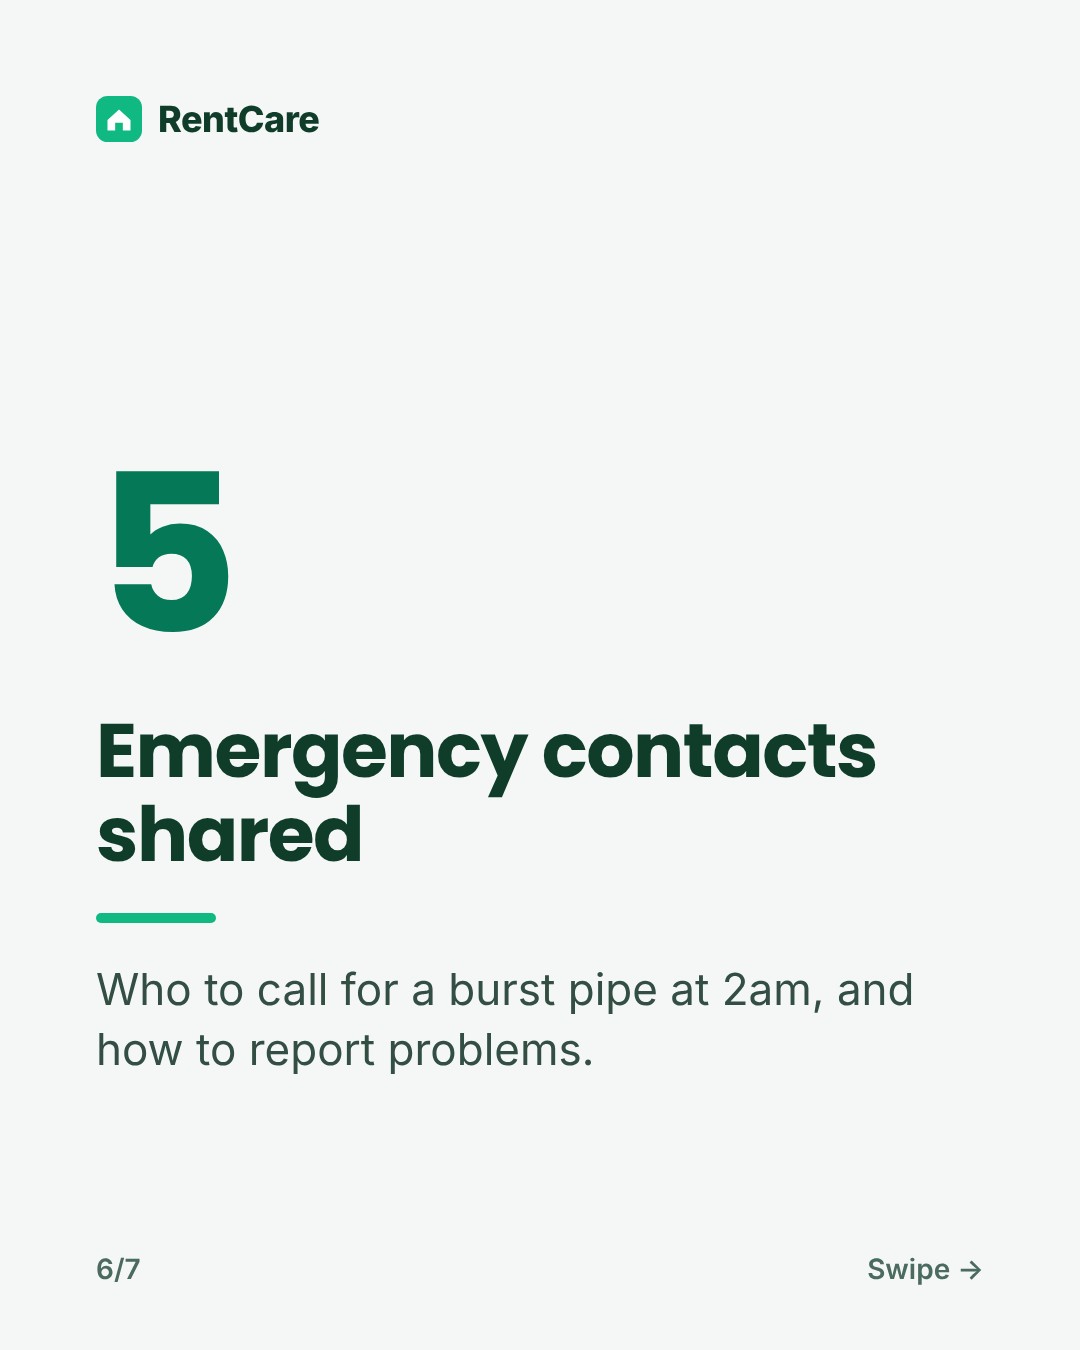 RentCare
5
Emergency contacts
shared
Who to call for a burst pipe at 2am, and
how to report problems.
6/7
Swipe →